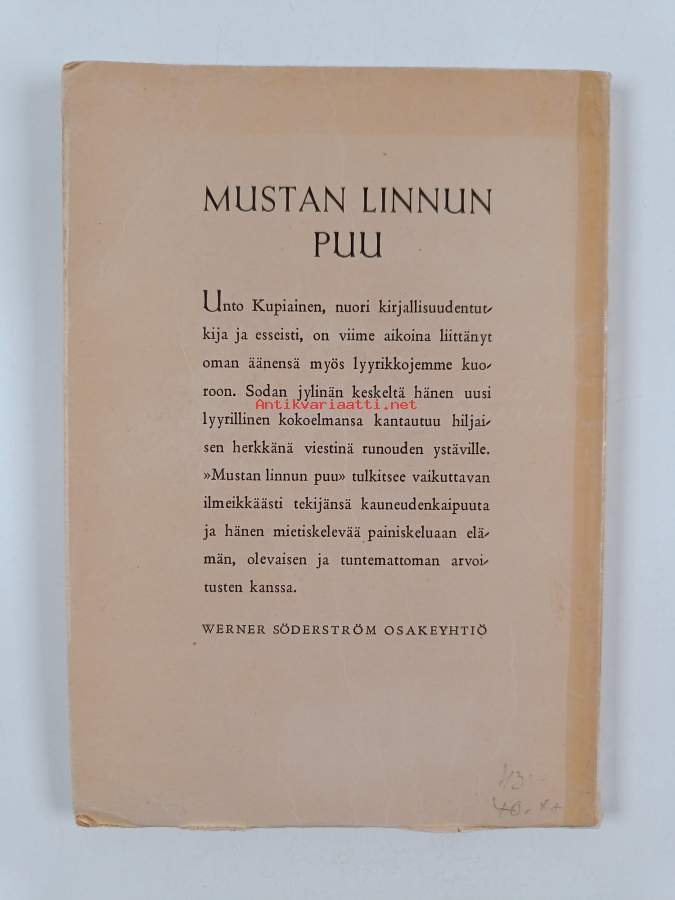 MUSTAN LINNUN
PUU
Unto Kupiainen, nuori kirjallisuudentut-
kija ja esseisti, on viime aikoina liittänyt
oman äänensä myös lyyrikkojemme kuo-
roon. Sodan jylinän keskeltä hänen uusi
Antikvariaatti.net
lyyrillinen kokoelmansa kantautuu hiljai-
sen herkkänä viestinä runouden ystäville.
»Mustan linnun puu» tulkitsee vaikuttavan
ilmeikkäästi tekijänsä kauneudenkaipuuta
ja hänen mietiskelevää painiskeluaan elä-
män, olevaisen ja tuntemattoman arvoi-
tusten kanssa.
WERNER SÖDERSTRÖM OSAKEYHTIÖ